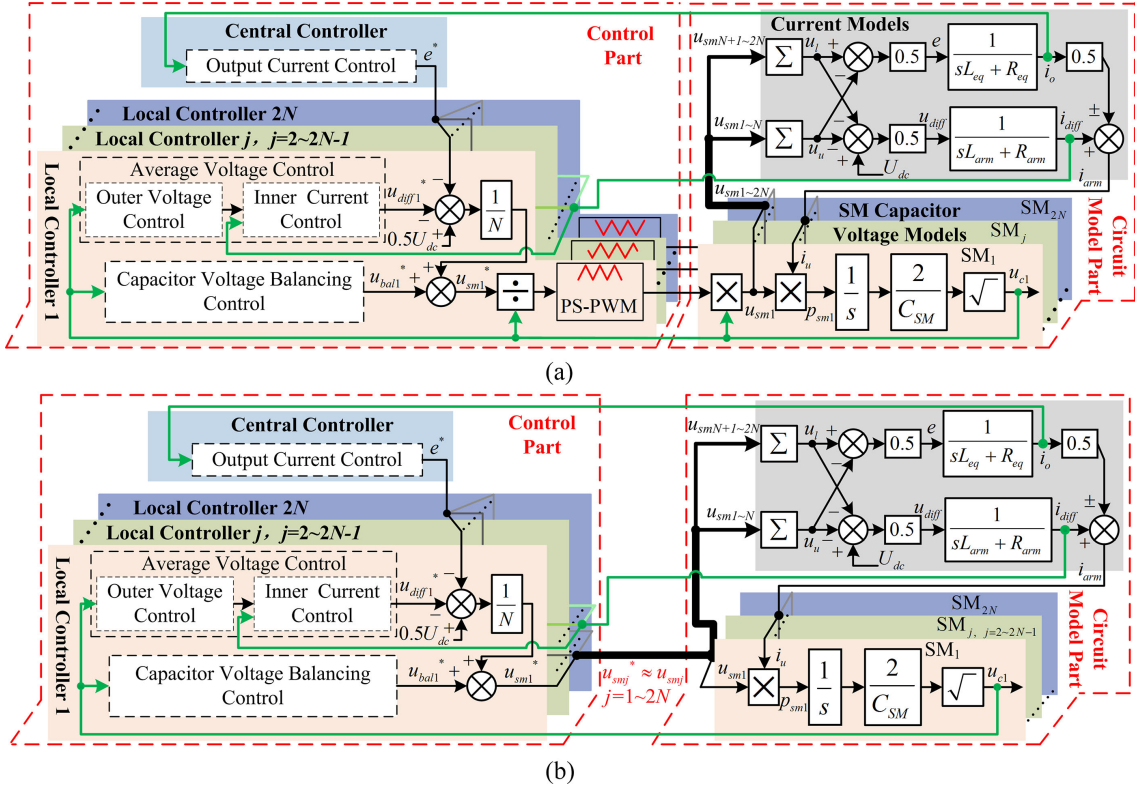 Central Controller
Output Current Control
e*
Control
Part
Local Controller 2N
Local Controller j, j=2~2N-1
Local Controller 1
Average Voltage Control
Outer Voltage
Control
Inner Current
Control
u_diff1*
−
−
0.5U_dc
+
1/N
Capacitor Voltage Balancing
Control
u_bal1*
+
+
u_sm1*
÷
PS-PWM
Current Models
u_smN+1~2N
Σ
u_l
+
−
0.5
e
1/(sL_eq + R_eq)
i_o
0.5
u_sm1~N
Σ
u_u
−
−
+
U_dc
0.5
u_diff
1/(sL_arm + R_arm)
i_diff
±
+
i_arm
u_sm1~2N
SM Capacitor
Voltage Models
SM_2N
SM_j
SM_1
i_u
u_sm1
p_sm1
1/s
2/C_SM
√
u_c1
Circuit
Model Part
(a)
Central Controller
Output Current Control
e*
Control
Part
Local Controller 2N
Local Controller j, j=2~2N-1
Local Controller 1
Average Voltage Control
Outer Voltage
Control
Inner Current
Control
u_diff1*
−
−
0.5U_dc
+
1/N
Capacitor Voltage Balancing
Control
u_bal1*
+
+
u_sm1*
u_smj* ≈ u_smj
j=1~2N
u_smN+1~2N
Σ
u_l
+
−
0.5
e
1/(sL_eq + R_eq)
i_o
0.5
u_sm1~N
Σ
u_u
−
−
+
U_dc
0.5
u_diff
1/(sL_arm + R_arm)
i_diff
±
+
i_arm
SM_2N
SM_j, j=2~2N-1
SM_1
i_u
u_sm1
p_sm1
1/s
2/C_SM
√
u_c1
Circuit
Model Part
(b)